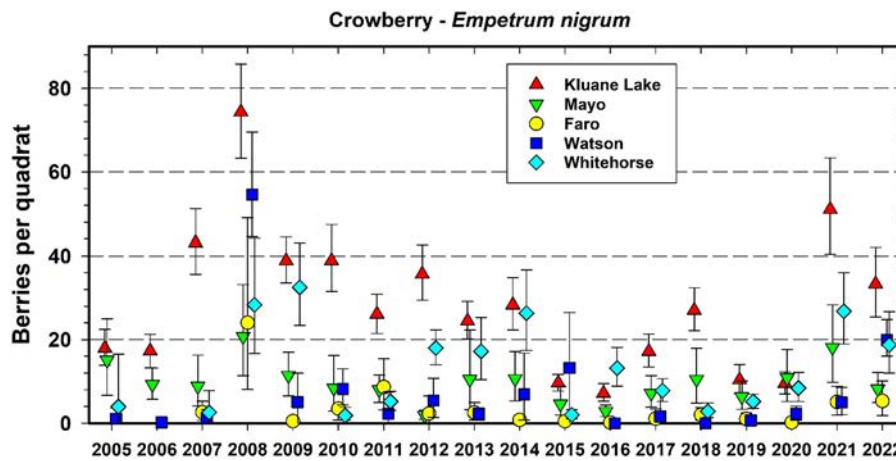 Crowberry - Empetrum nigrum
Berries per quadrat
80
60
40
20
0
Kluane Lake
Mayo
Faro
Watson
Whitehorse
2005 2006 2007 2008 2009 2010 2011 2012 2013 2014 2015 2016 2017 2018 2019 2020 2021 2022